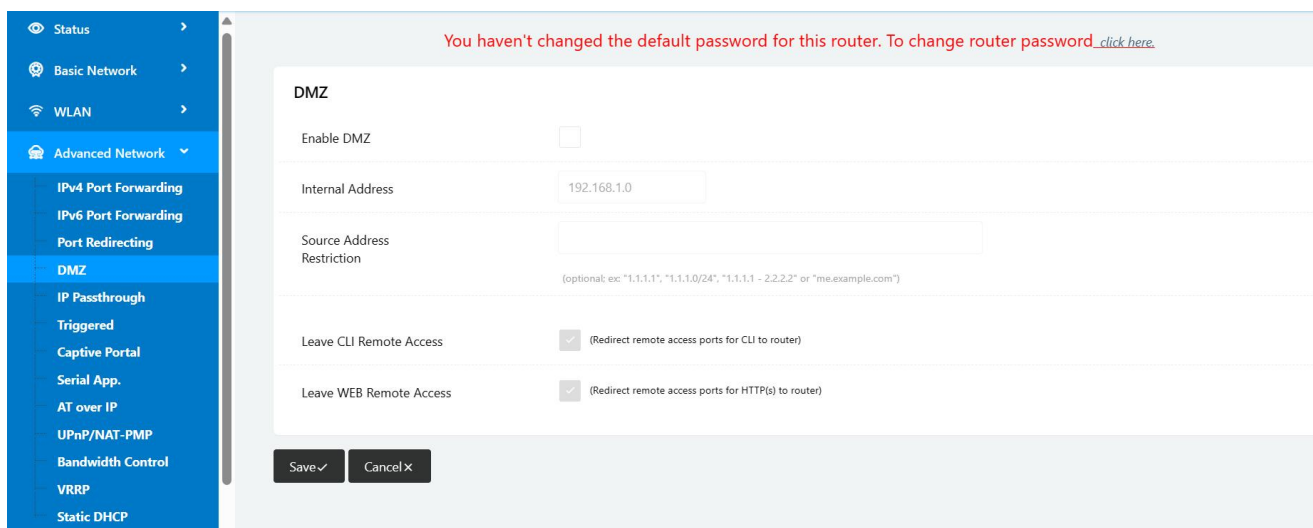 Status
Basic Network
WLAN
Advanced Network
IPv4 Port Forwarding
IPv6 Port Forwarding
Port Redirecting
DMZ
IP Passthrough
Triggered
Captive Portal
Serial App.
AT over IP
UPnP/NAT-PMP
Bandwidth Control
VRRP
Static DHCP
You haven't changed the default password for this router. To change router password click here.
DMZ
Enable DMZ
Internal Address
192.168.1.0
Source Address
Restriction
(optional; ex: "1.1.1.1", "1.1.1.0/24", "1.1.1.1 - 2.2.2.2" or "me.example.com")
Leave CLI Remote Access
(Redirect remote access ports for CLI to router)
Leave WEB Remote Access
(Redirect remote access ports for HTTP(s) to router)
Save
Cancel